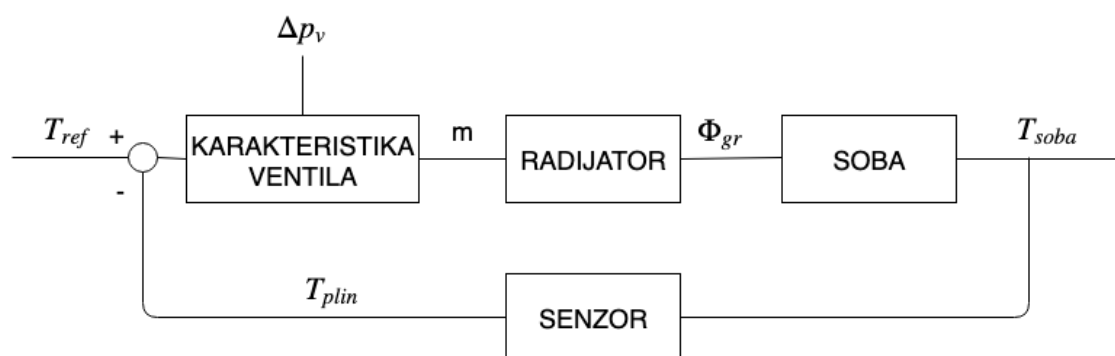 Δp_v
T_ref
+
-
KARAKTERISTIKA
VENTILA
m
RADIJATOR
Φ_gr
SOBA
T_soba
T_plin
SENZOR